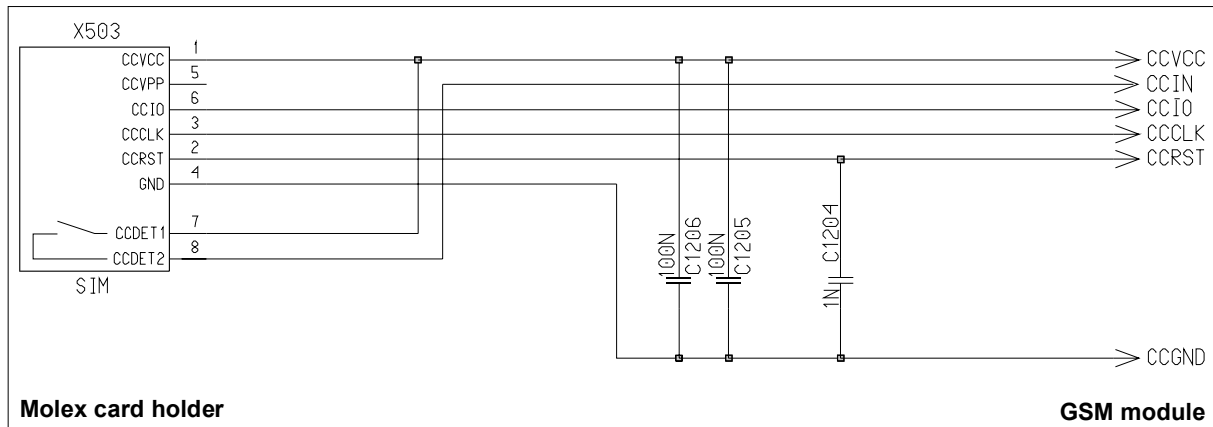 X503
CCVCC 1 CCVCC
CCVPP 5 CCIN
CCIO 6 CCIO
CCCLK 3 CCCLK
CCRST 2 CCRST
GND 4
CCDET1 7
CCDET2 8
SIM
100N C1206
100N C1205
1N C1204
CCGND
Molex card holder GSM module